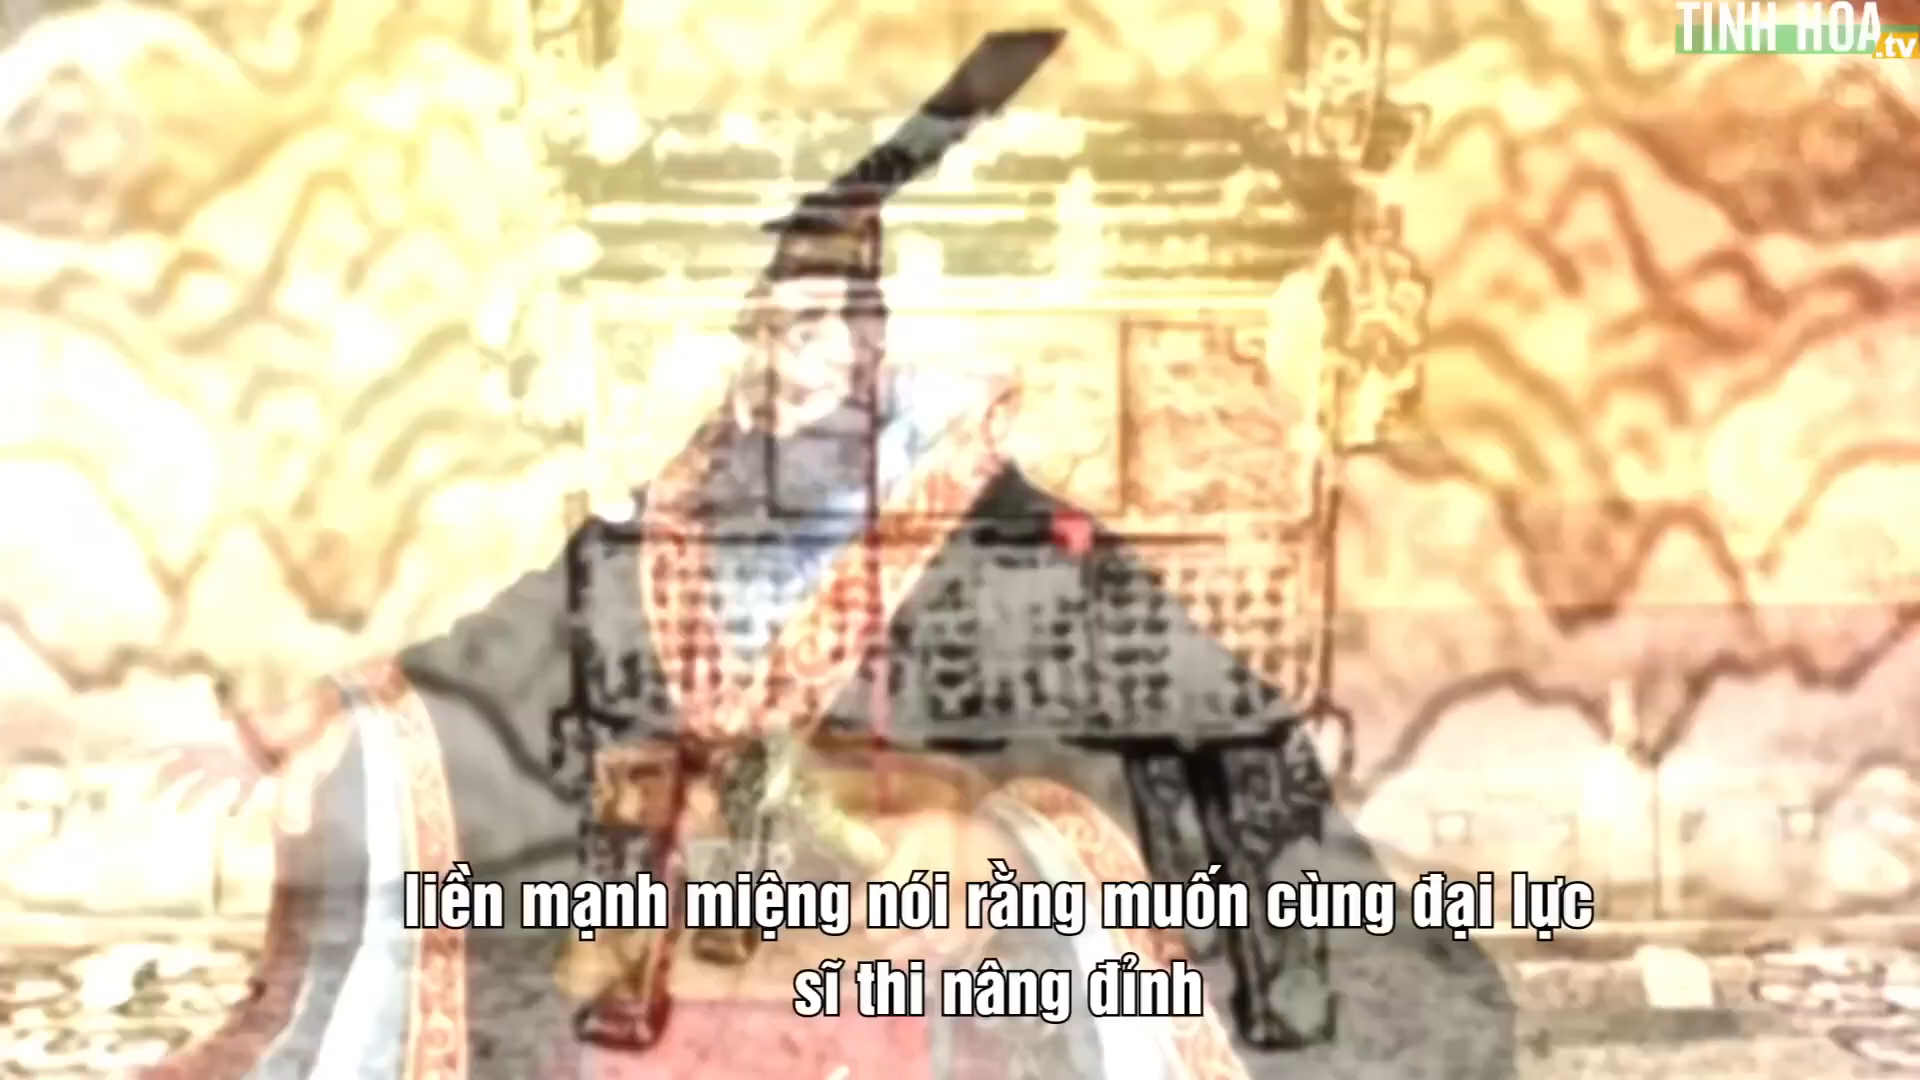 TINH HOA
.tv
liền mạnh miệng nói rằng muốn cùng đại lực
sĩ thi nâng đỉnh